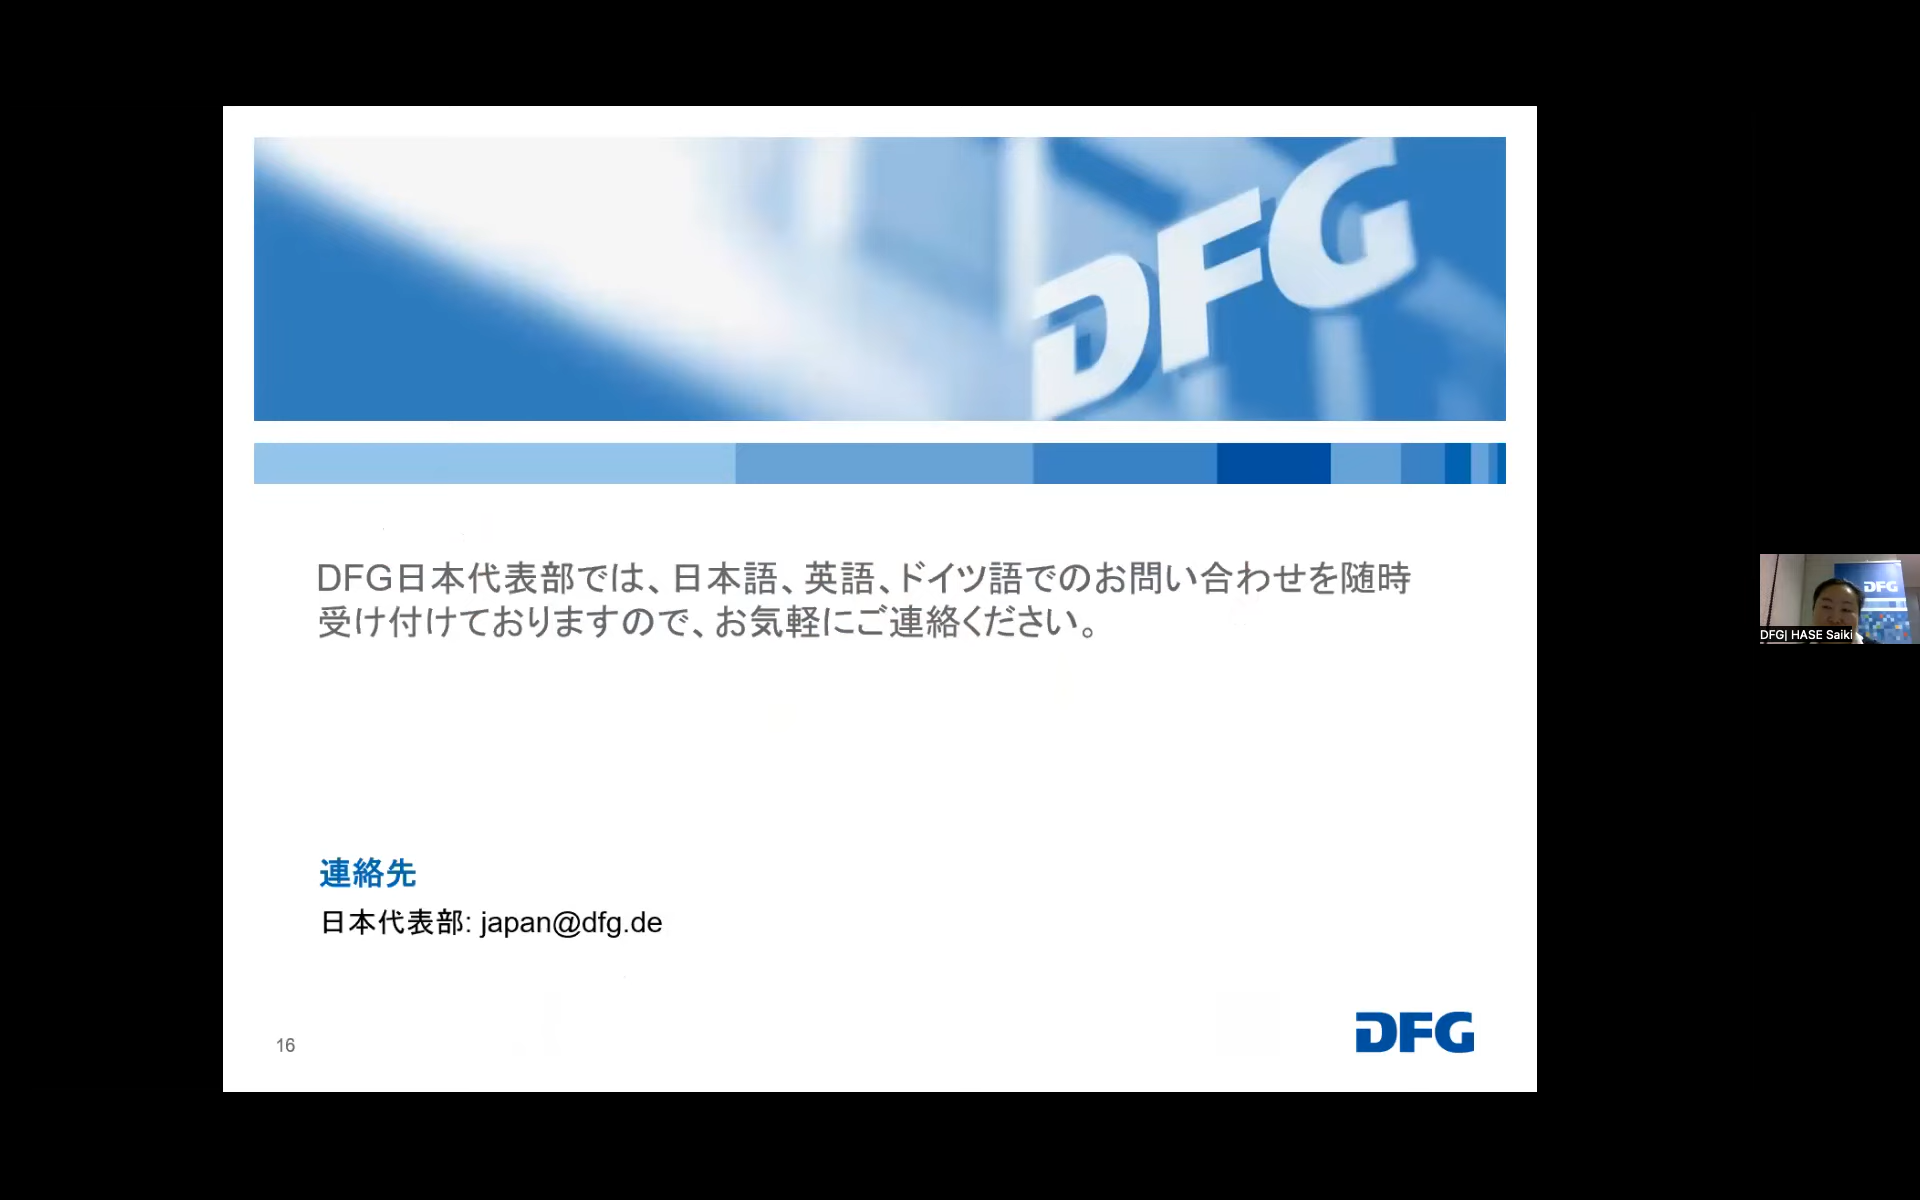 DFG
DFG日本代表部では、日本語、英語、ドイツ語でのお問い合わせを随時
受け付けておりますので、お気軽にご連絡ください。
DFG
DFG| HASE Saiki
連絡先
日本代表部: japan@dfg.de
16
DFG